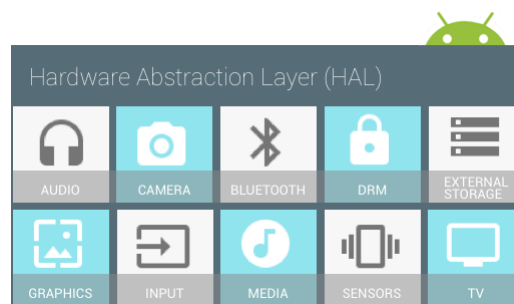 Hardware Abstraction Layer (HAL)
AUDIO
CAMERA
BLUETOOTH
DRM
EXTERNAL
STORAGE
GRAPHICS
INPUT
MEDIA
SENSORS
TV